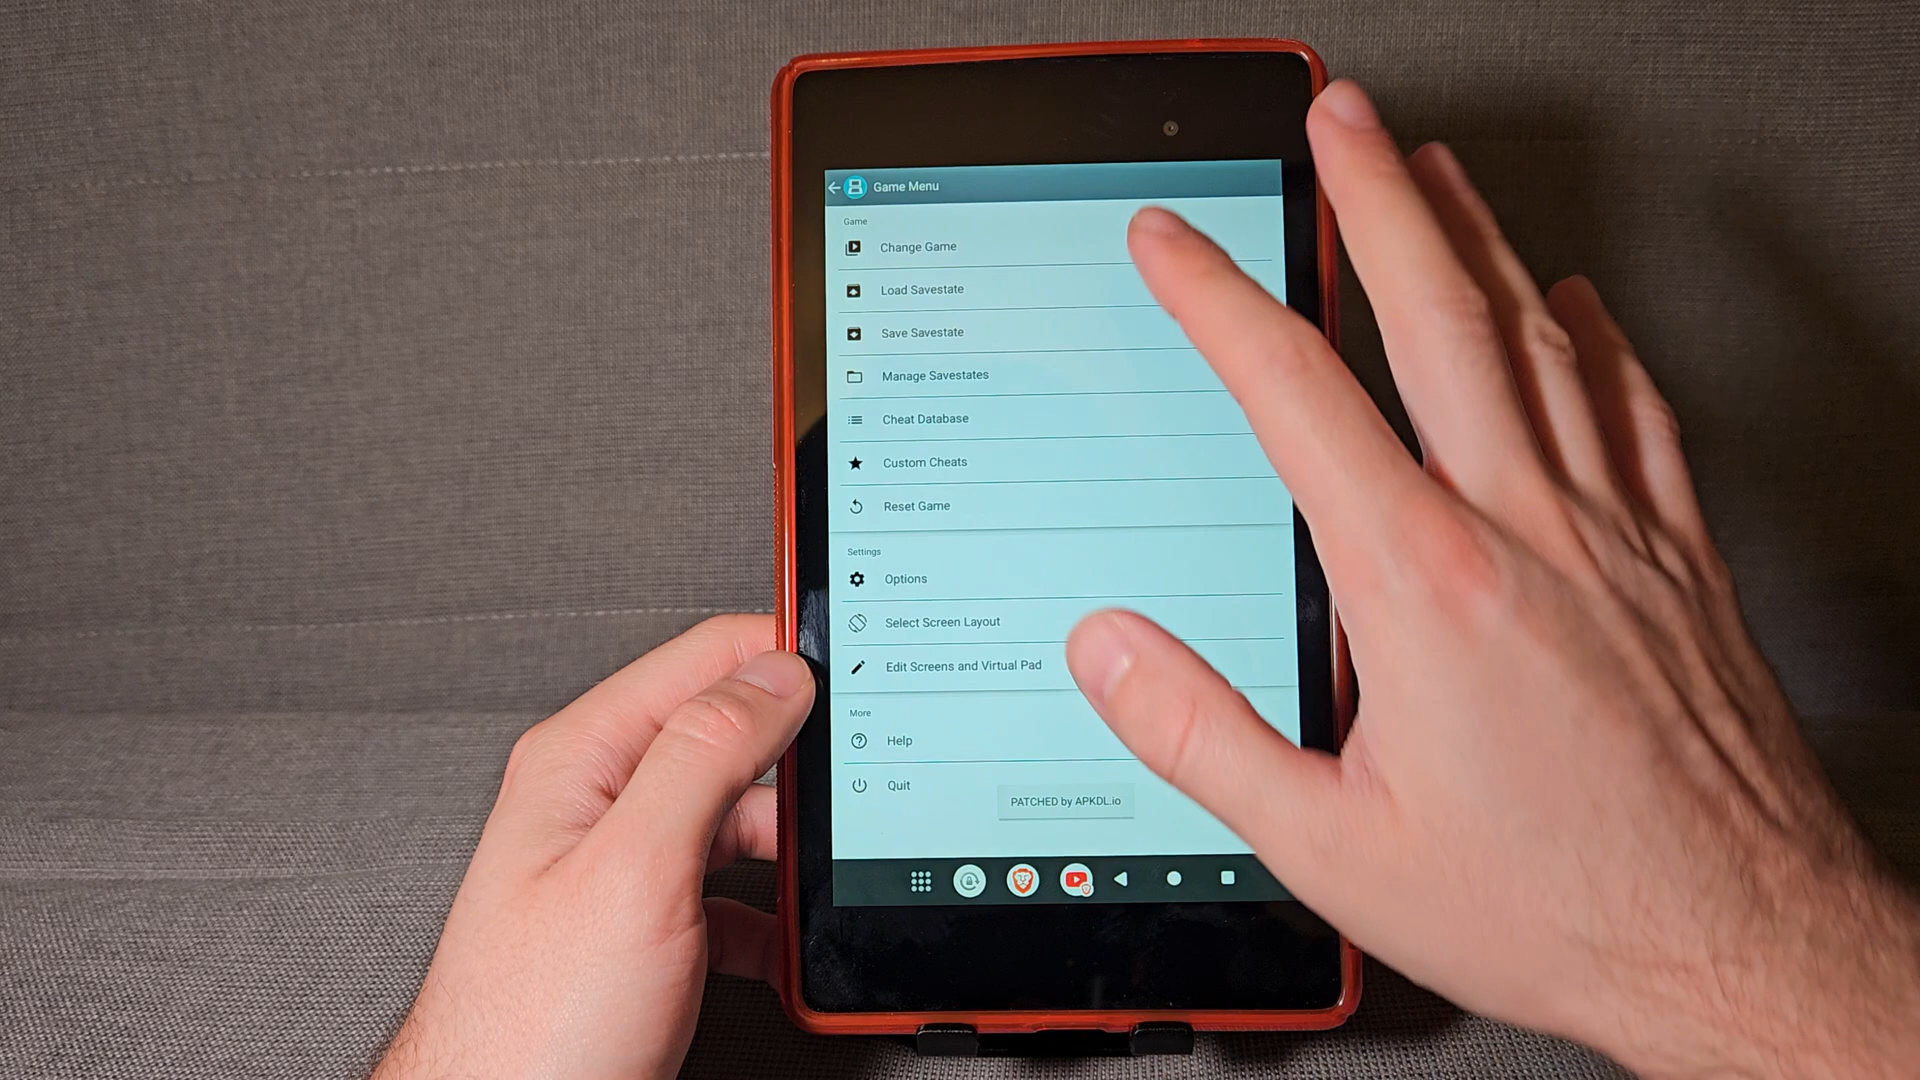 Game Menu
Game
Change Game
Load Savestate
Save Savestate
Manage Savestates
Cheat Database
Custom Cheats
Reset Game
Settings
Options
Select Screen Layout
Edit Screens and Virtual Pad
More
Help
Quit
PATCHED by APKDL.io